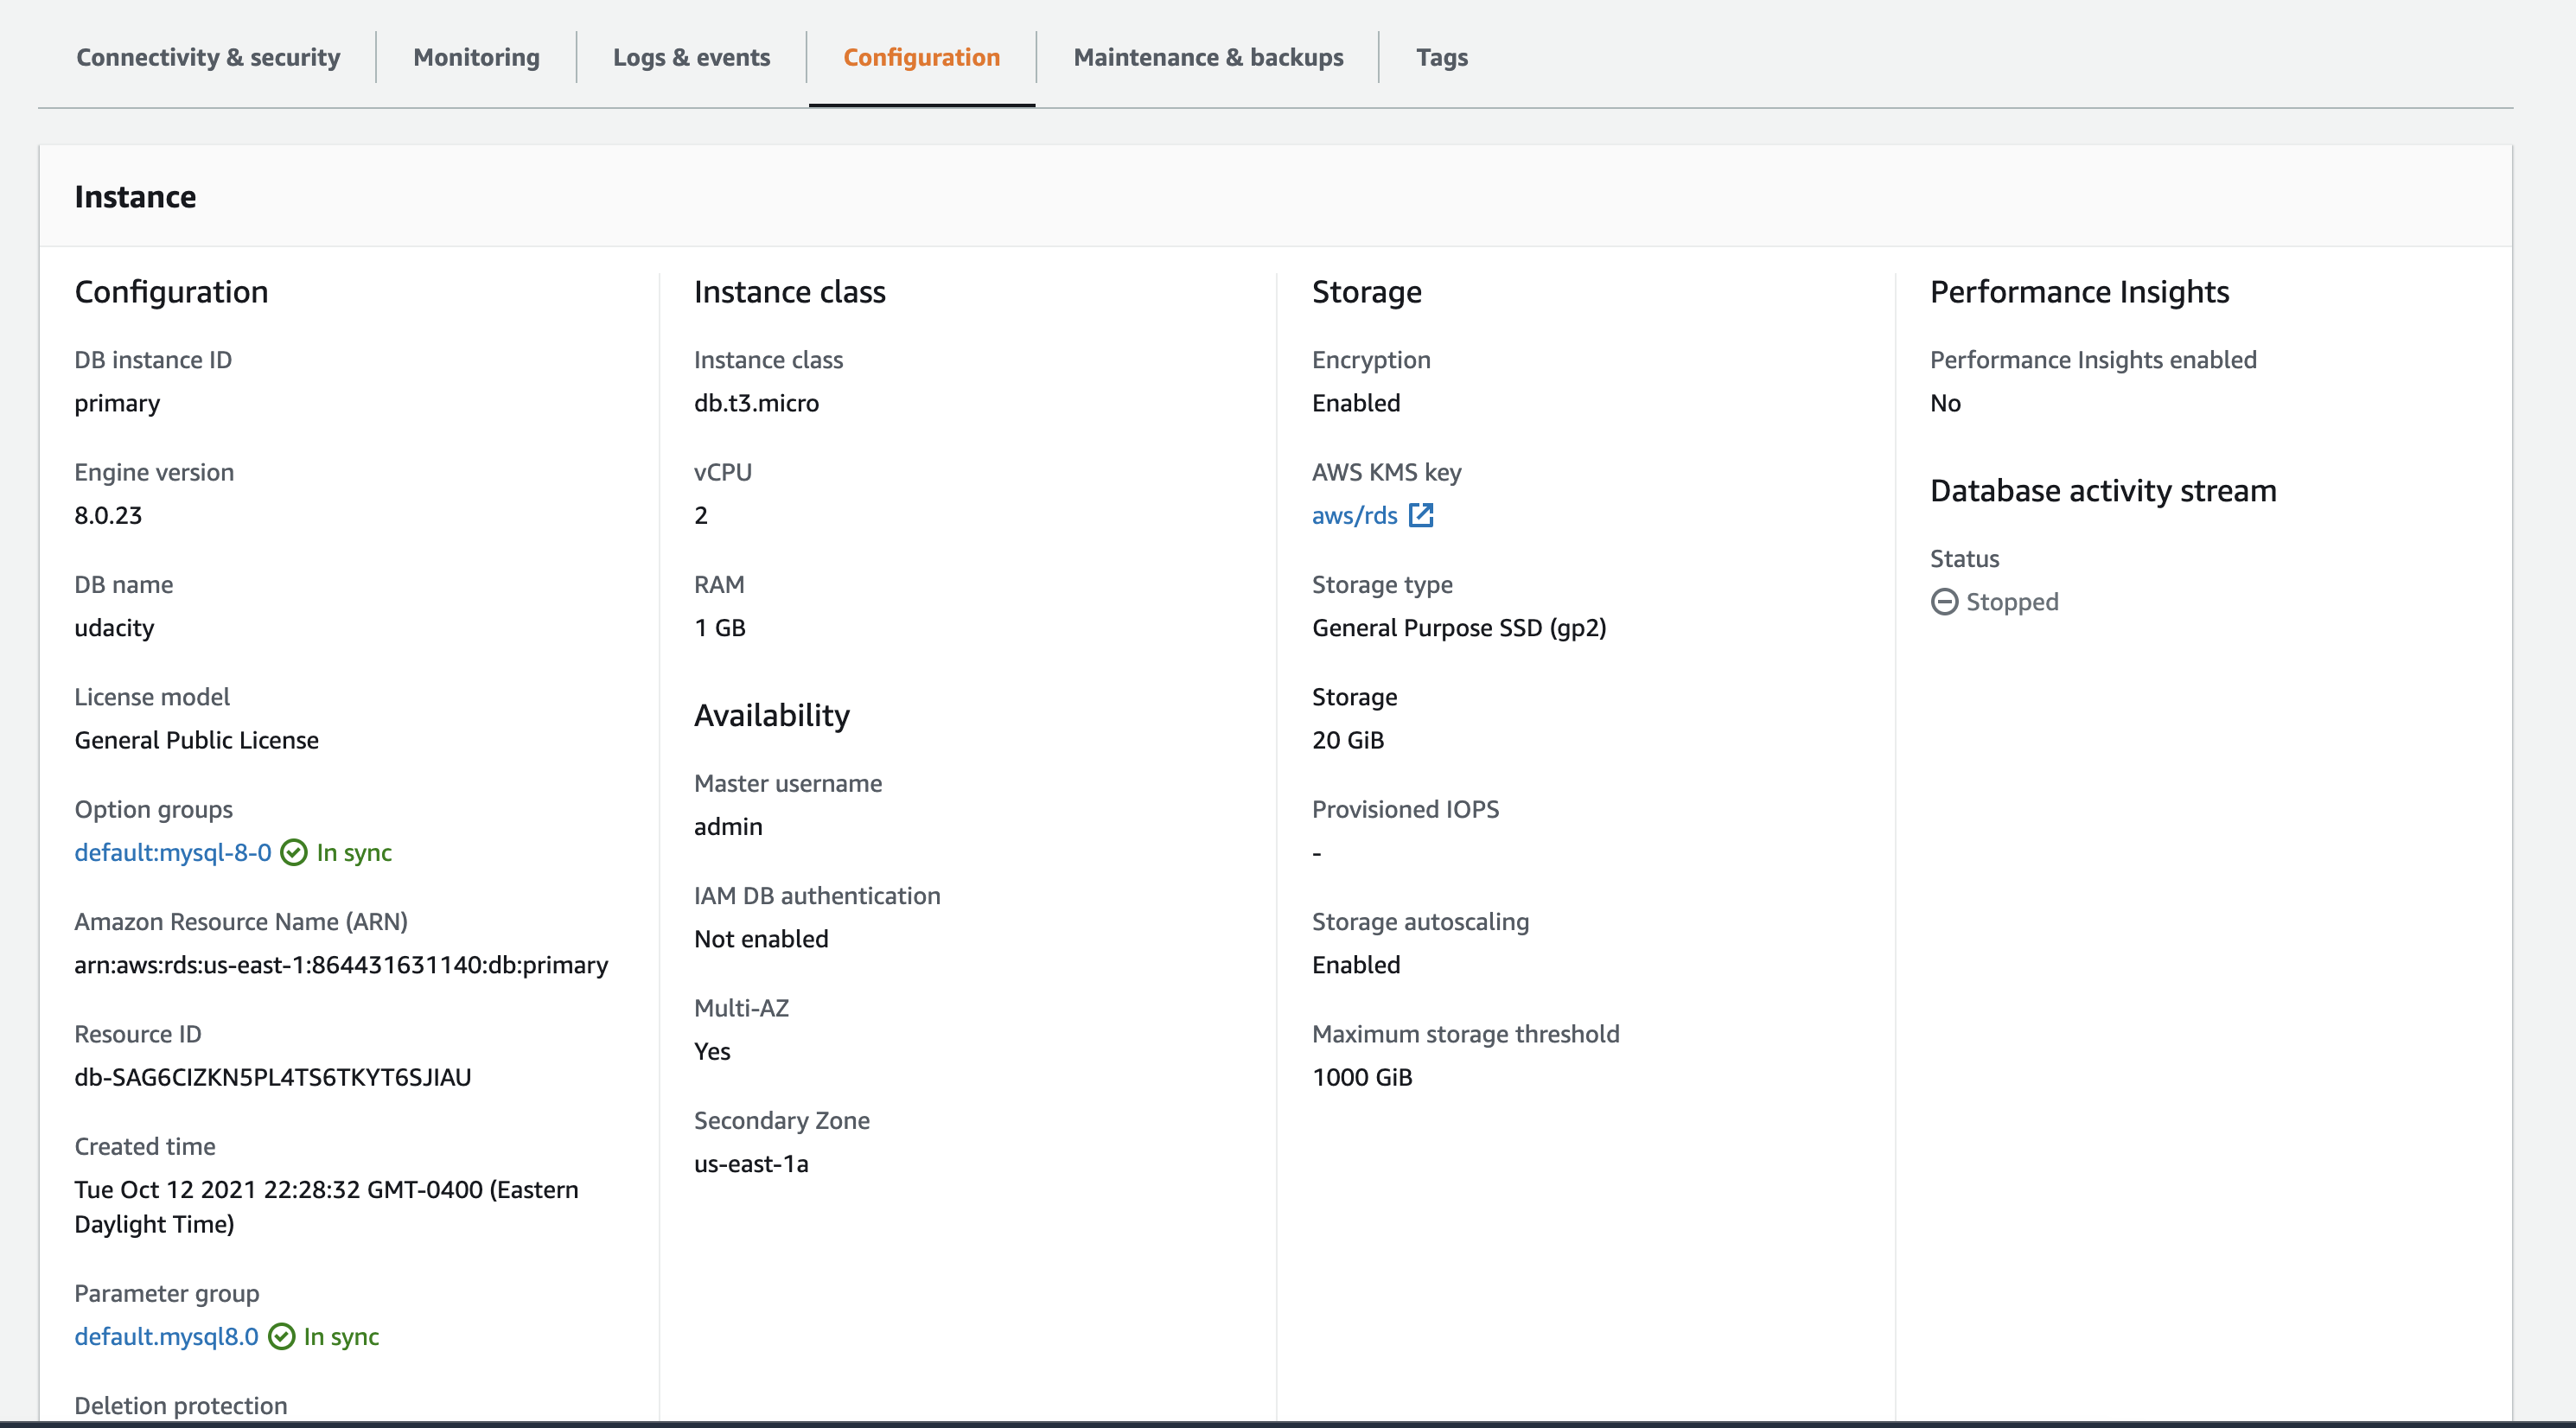 Connectivity & security
Monitoring
Logs & events
Configuration
Maintenance & backups
Tags
Instance
Configuration
DB instance ID
primary
Engine version
8.0.23
DB name
udacity
License model
General Public License
Option groups
default:mysql-8-0 In sync
Amazon Resource Name (ARN)
arn:aws:rds:us-east-1:864431631140:db:primary
Resource ID
db-SAG6CIZKN5PL4TS6TKYT6SJIAU
Created time
Tue Oct 12 2021 22:28:32 GMT-0400 (Eastern
Daylight Time)
Parameter group
default.mysql8.0 In sync
Deletion protection
Instance class
Instance class
db.t3.micro
vCPU
2
RAM
1 GB
Availability
Master username
admin
IAM DB authentication
Not enabled
Multi-AZ
Yes
Secondary Zone
us-east-1a
Storage
Encryption
Enabled
AWS KMS key
aws/rds
Storage type
General Purpose SSD (gp2)
Storage
20 GiB
Provisioned IOPS
-
Storage autoscaling
Enabled
Maximum storage threshold
1000 GiB
Performance Insights
Performance Insights enabled
No
Database activity stream
Status
Stopped